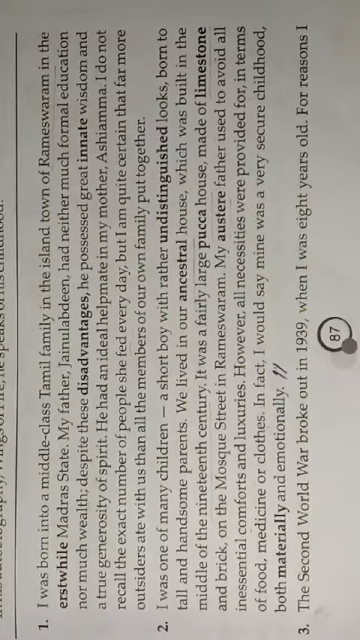 his autobiography, Wings of Fire, he speaks of his childhood.
1. I was born into a middle-class Tamil family in the island town of Rameswaram in the
erstwhile Madras State. My father, Jainulabdeen, had neither much formal education
nor much wealth; despite these disadvantages, he possessed great innate wisdom and
a true generosity of spirit. He had an ideal helpmate in my mother, Ashiamma. I do not
recall the exact number of people she fed every day, but I am quite certain that far more
outsiders ate with us than all the members of our own family put together.
2. I was one of many children — a short boy with rather undistinguished looks, born to
tall and handsome parents. We lived in our ancestral house, which was built in the
middle of the nineteenth century. It was a fairly large pucca house, made of limestone
and brick, on the Mosque Street in Rameswaram. My austere father used to avoid all
inessential comforts and luxuries. However, all necessities were provided for, in terms
of food, medicine or clothes. In fact, I would say mine was a very secure childhood,
both materially and emotionally. //
3. The Second World War broke out in 1939, when I was eight years old. For reasons I
87